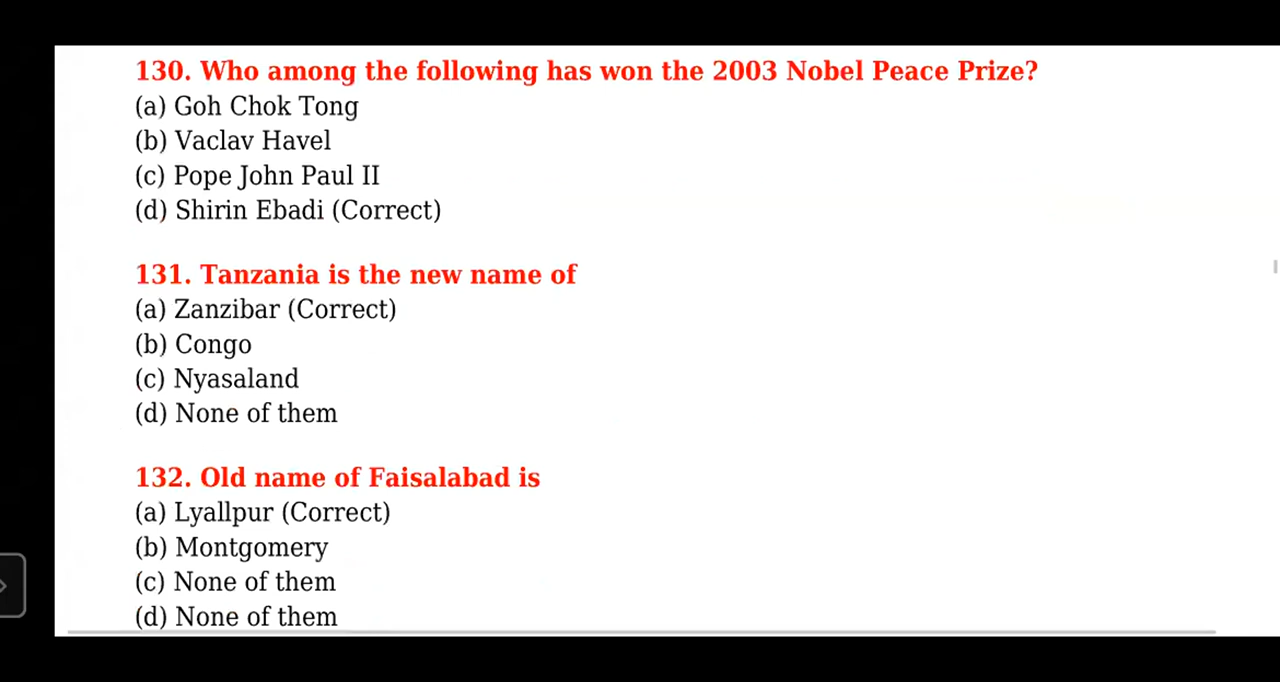 130. Who among the following has won the 2003 Nobel Peace Prize?
(a) Goh Chok Tong
(b) Vaclav Havel
(c) Pope John Paul II
(d) Shirin Ebadi (Correct)
131. Tanzania is the new name of
(a) Zanzibar (Correct)
(b) Congo
(c) Nyasaland
(d) None of them
132. Old name of Faisalabad is
(a) Lyallpur (Correct)
(b) Montgomery
(c) None of them
(d) None of them